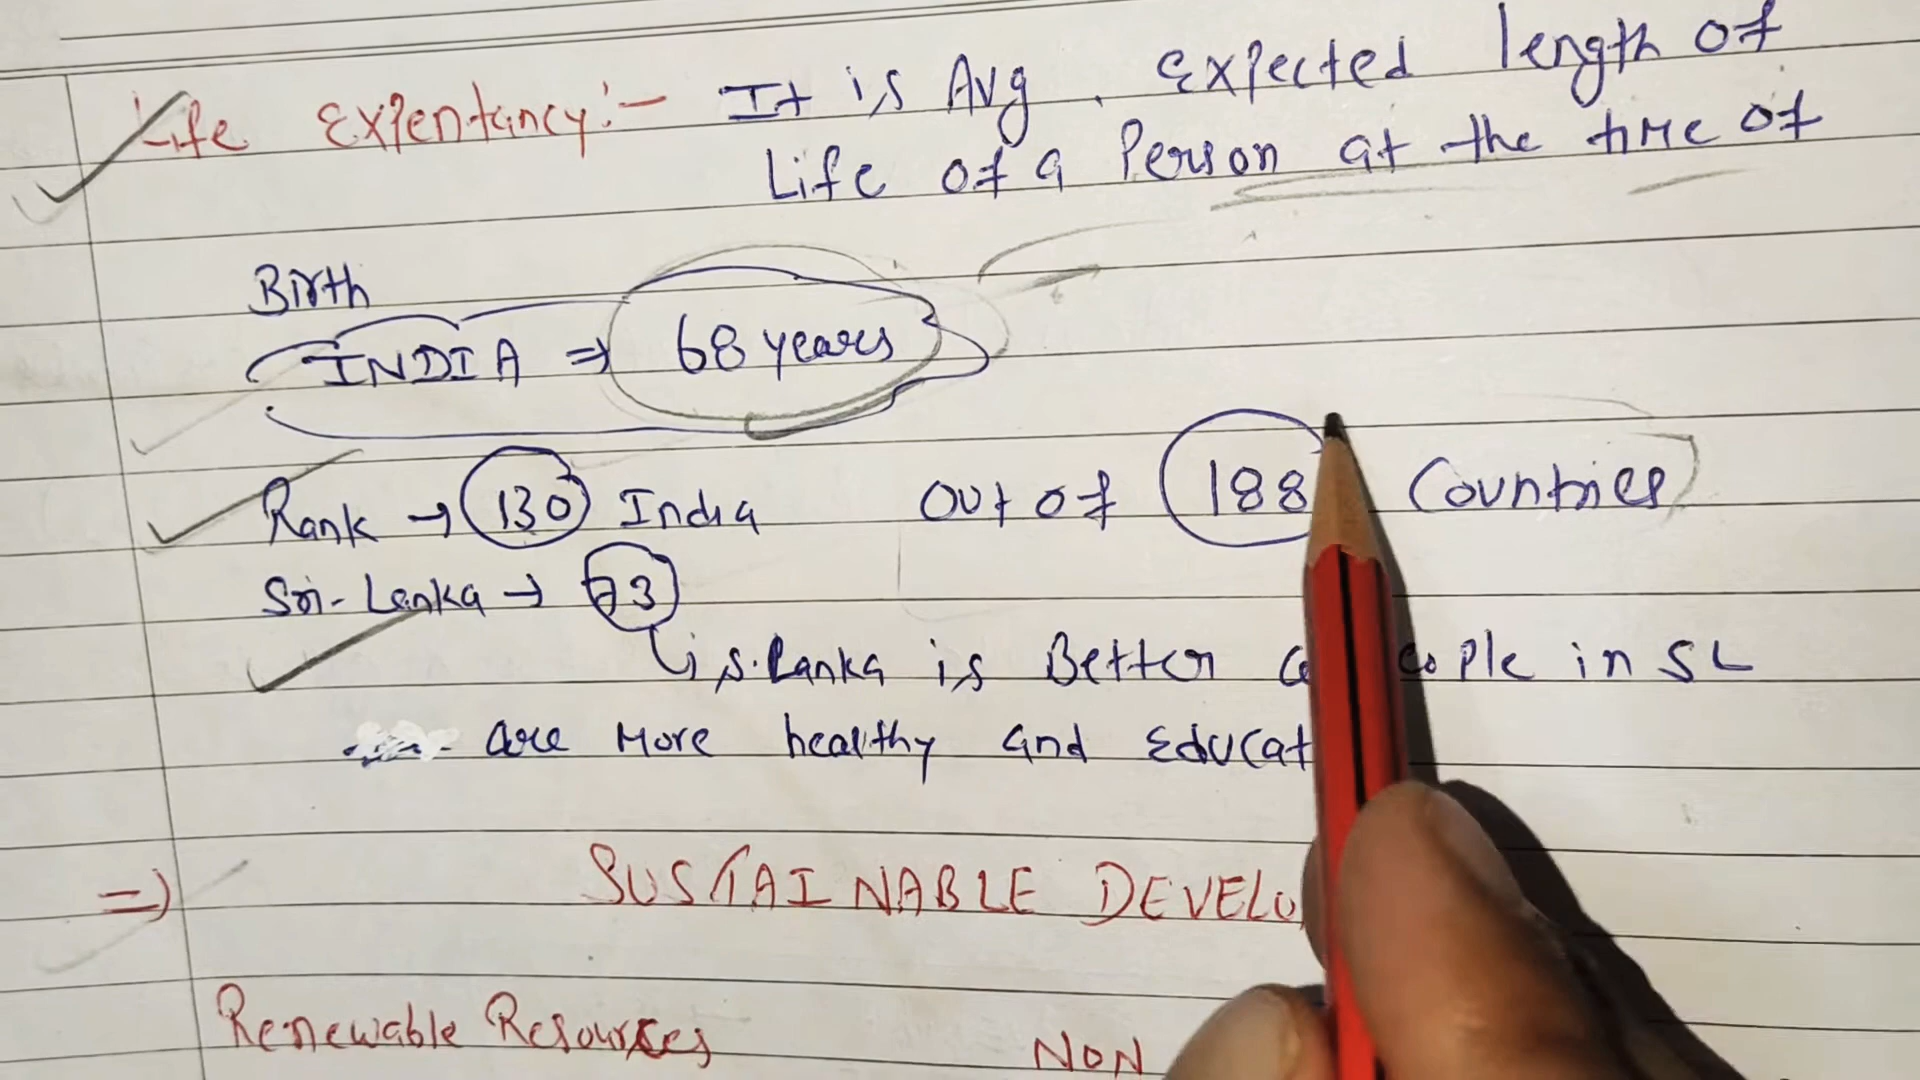 Life Expentancy:- It is Avg. Expected length of
Life of a Person at the time of
Birth
INDIA ⇒ 68 years
Rank → 130 India out of 188 Countries
Sri-Lanka → 73
↳ S.Lanka is Better in SL
are More healthy and Educat
⇒ SUSTAINABLE DEVELO
Renewable Resources NON